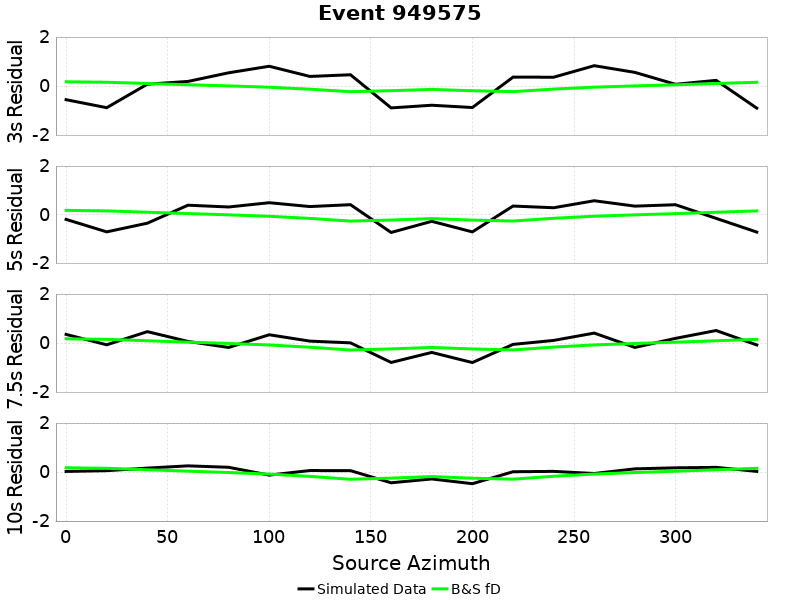 Event 949575
3s Residual
2
0
-2
5s Residual
2
0
-2
7.5s Residual
2
0
-2
10s Residual
2
0
-2
0 50 100 150 200 250 300
Source Azimuth
Simulated Data B&S fD